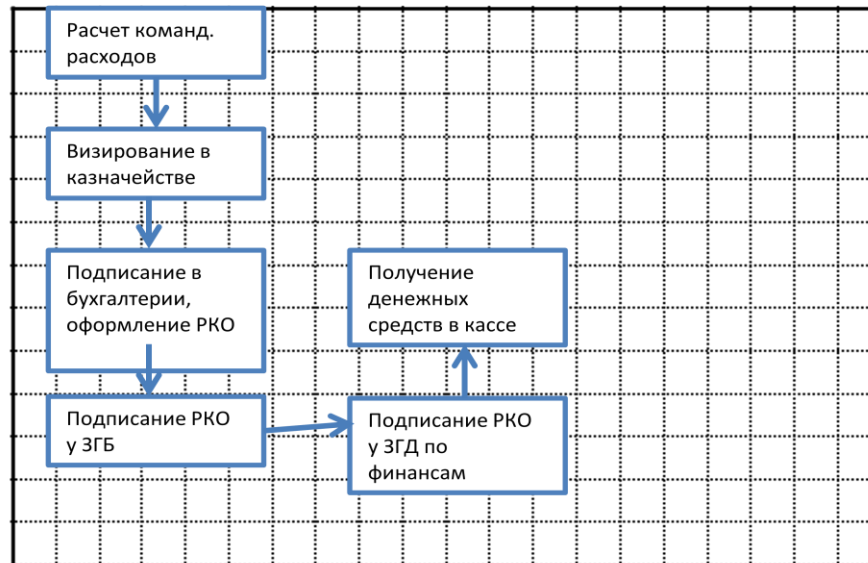 Расчет команд.
расходов
Визирование в
казначействе
Подписание в
бухгалтерии,
оформление РКО
Подписание РКО
у ЗГБ
Подписание РКО
у ЗГД по
финансам
Получение
денежных
средств в кассе